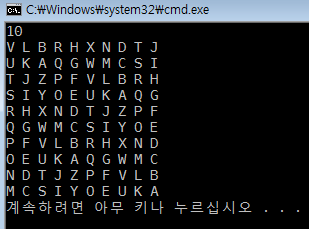 C:₩Windows₩system32₩cmd.exe
10
V L B R H X N D T J
U K A Q G W M C S I
T J Z P F V L B R H
S I Y O E U K A Q G
R H X N D T J Z P F
Q G W M C S I Y O E
P F V L B R H X N D
O E U K A Q G W M C
N D T J Z P F V L B
M C S I Y O E U K A
계속하려면 아무 키나 누르십시오 . . .